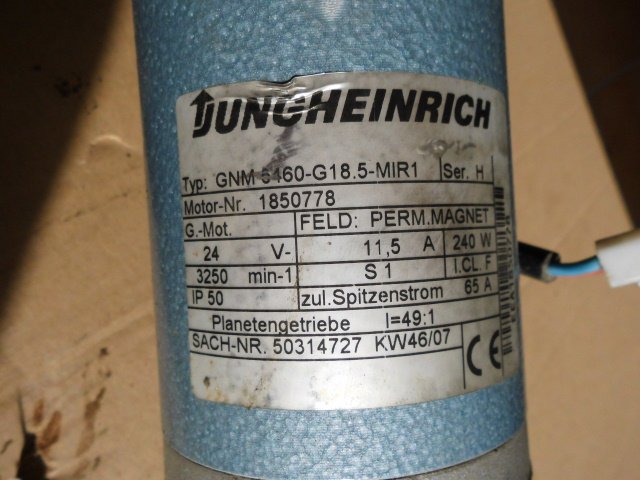 JUNGHEINRICH
Typ: GNM 5460-G18.5-MIR1 Ser. H
Motor-Nr. 1850778
G.-Mot. FELD: PERM.MAGNET
24 V- 11,5 A 240 W
3250 min-1 S 1 I.CL. F
IP 50 zul.Spitzenstrom 65 A
Planetengetriebe I=49:1
SACH-NR. 50314727 KW46/07
CE